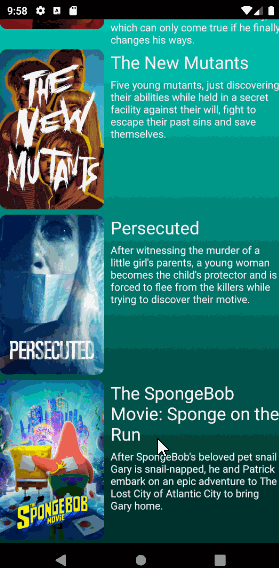 9:58
which can only come true if he finally
changes his ways.
THE
NEW
MUTANTS
The New Mutants
Five young mutants, just discovering
their abilities while held in a secret
facility against their will, fight to
escape their past sins and save
themselves.
PERSECUTED
Persecuted
After witnessing the murder of a
little girl's parents, a young woman
becomes the child's protector and is
forced to flee from the killers while
trying to discover their motive.
SPONGEBOB
MOVIE
The SpongeBob
Movie: Sponge on the
Run
After SpongeBob's beloved pet snail
Gary is snail-napped, he and Patrick
embark on an epic adventure to The
Lost City of Atlantic City to bring
Gary home.